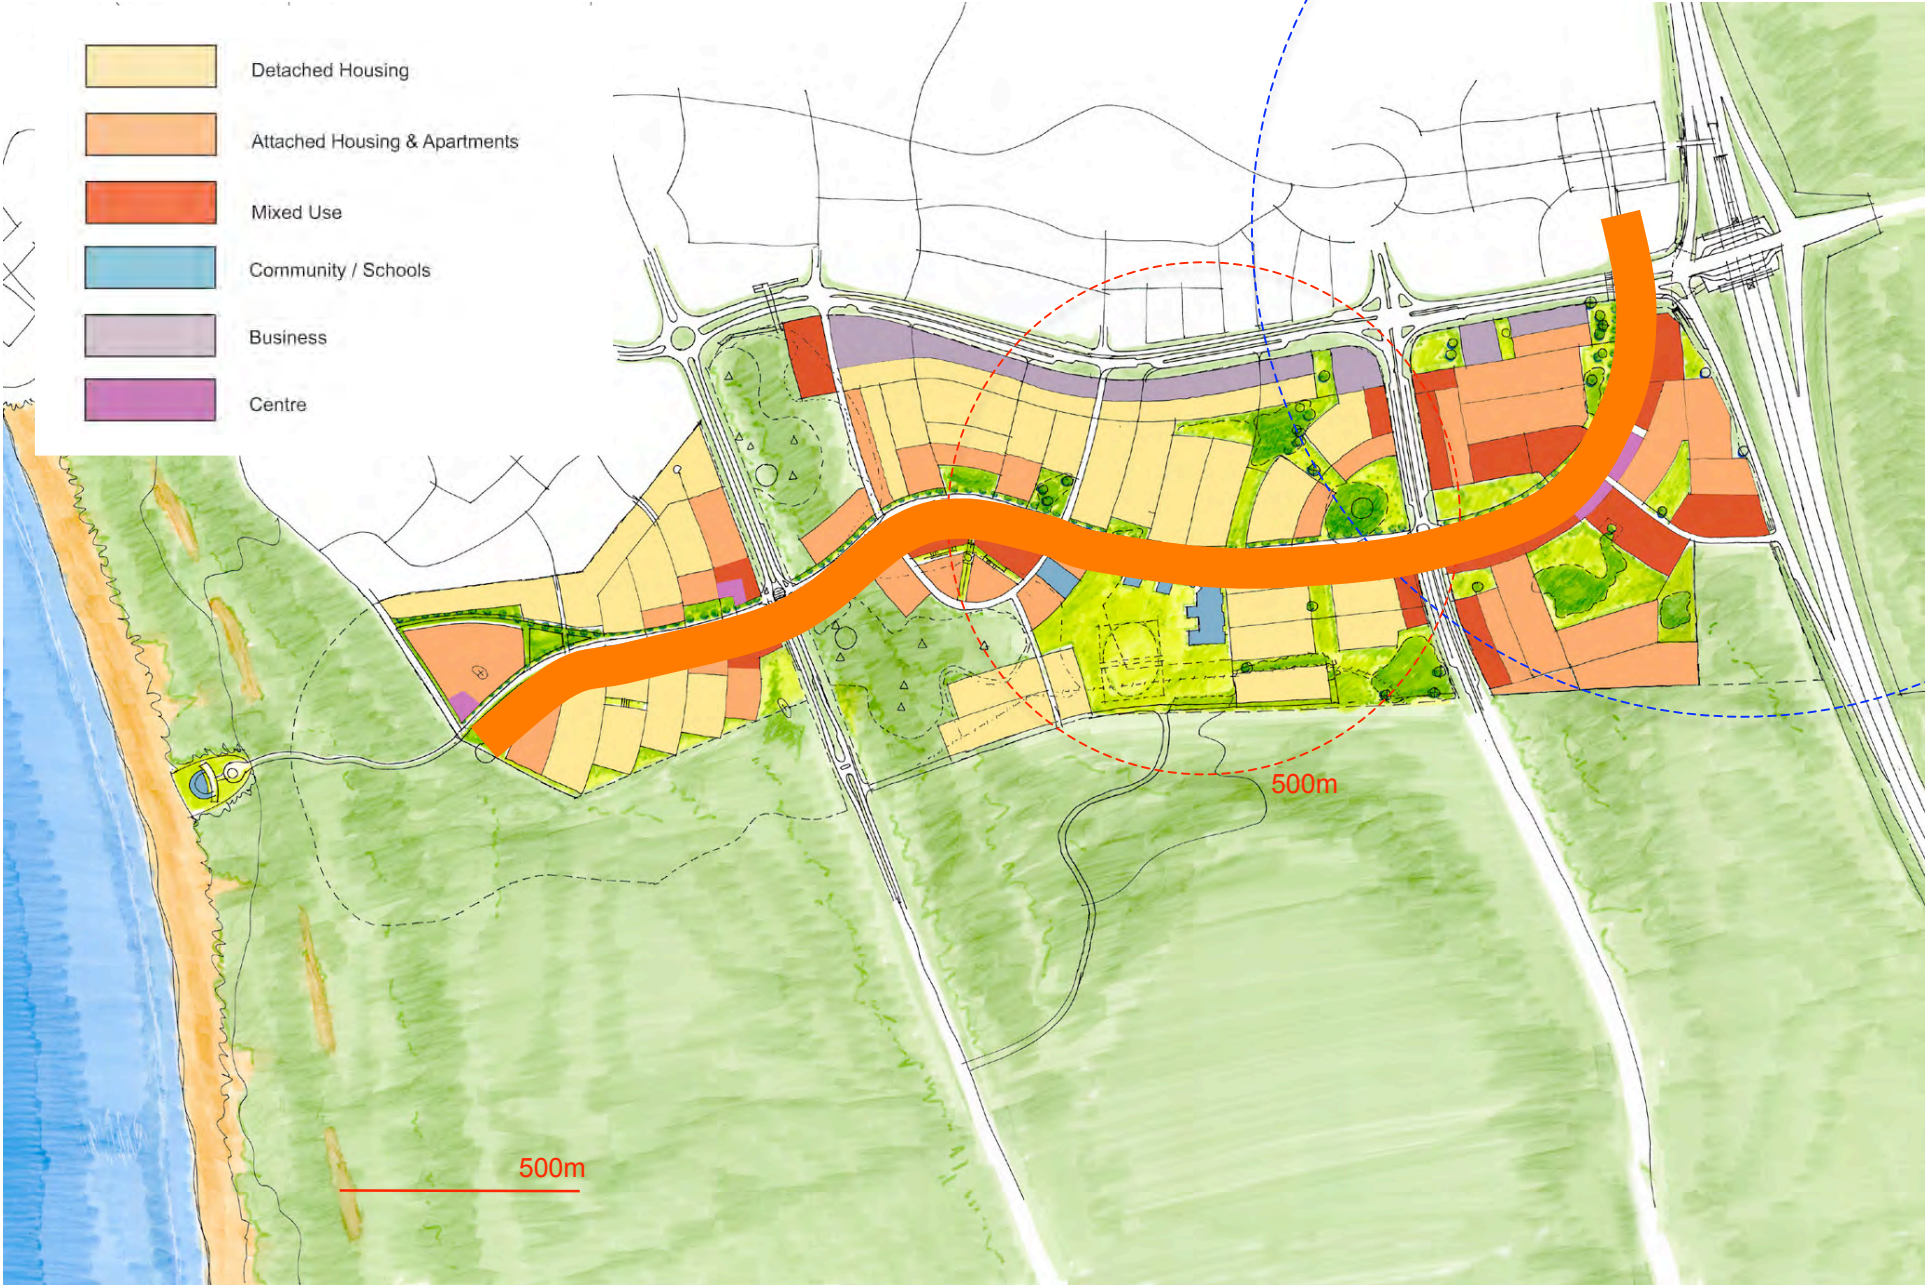 Detached Housing
Attached Housing & Apartments
Mixed Use
Community / Schools
Business
Centre
500m
500m